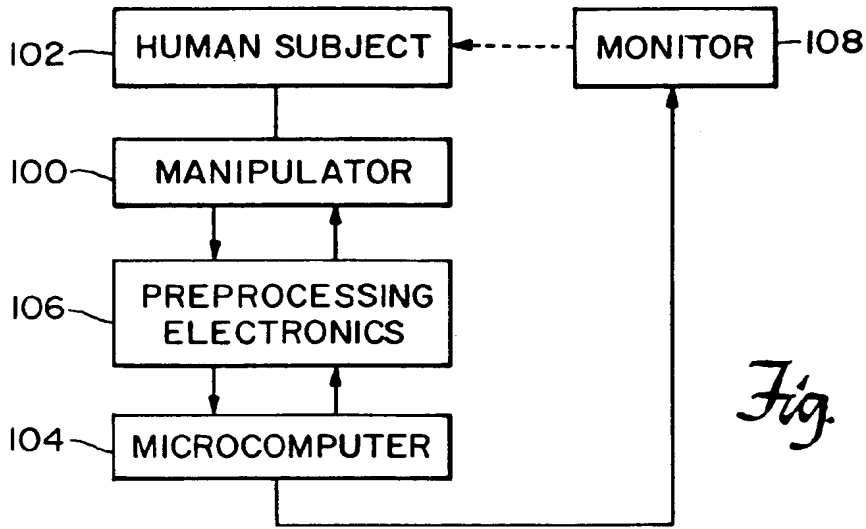 102 HUMAN SUBJECT MONITOR 108
100 MANIPULATOR
106 PREPROCESSING
ELECTRONICS
104 MICROCOMPUTER
Fig.